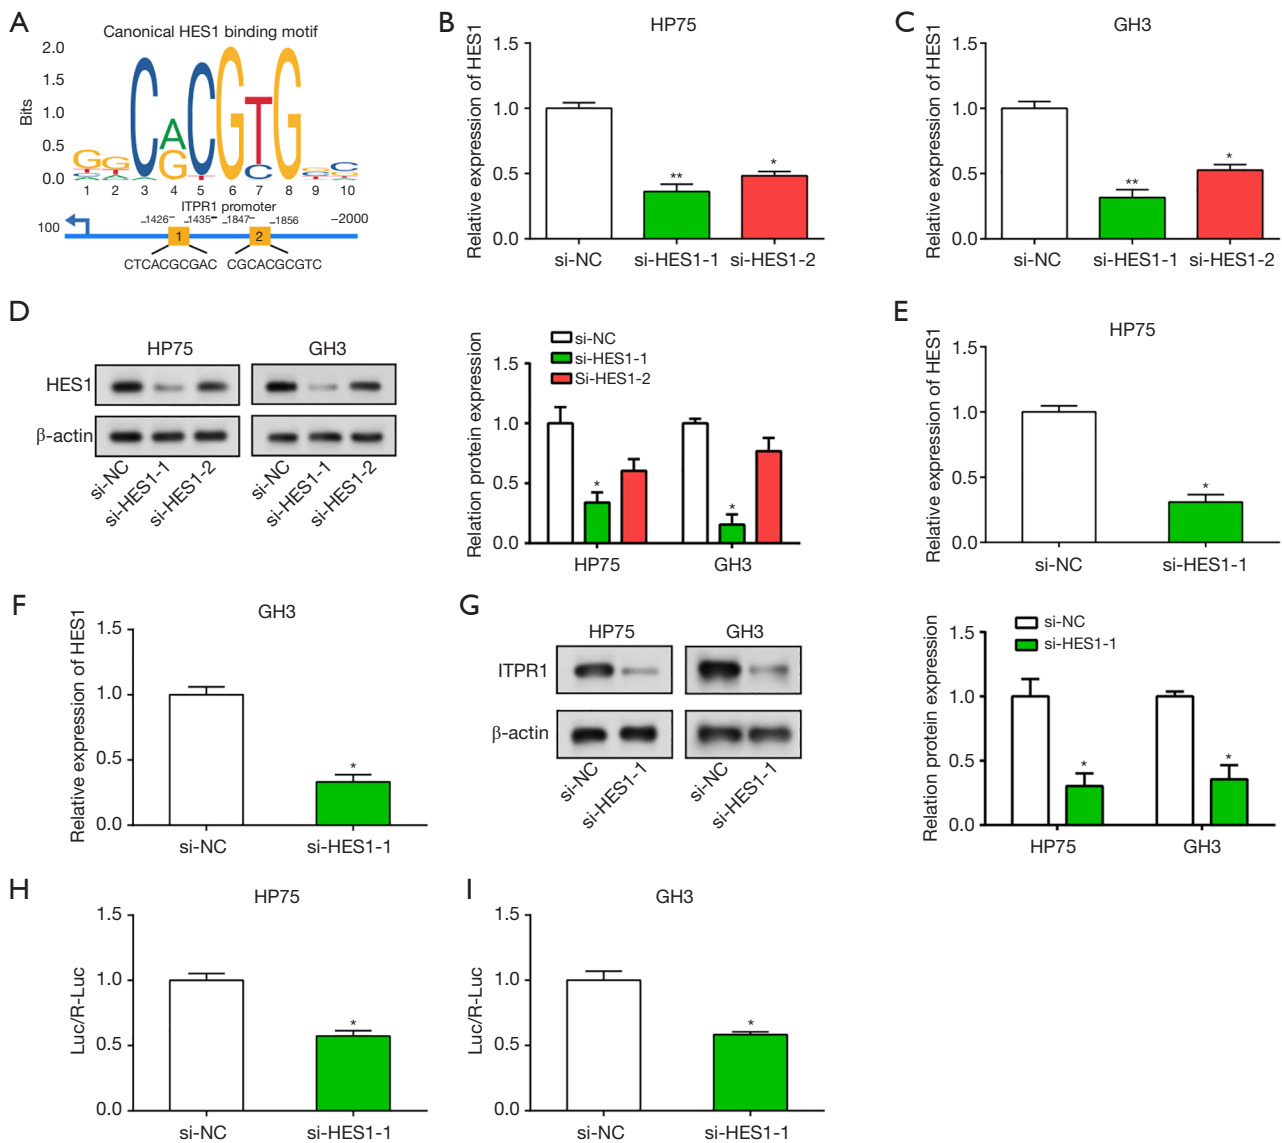 A
Canonical HES1 binding motif
Bits
2.0
1.5
1.0
0.5
0.0
1 2 3 4 5 6 7 8 9 10
ITPR1 promoter
100
–1426– –1435– –1847– –1856
–2000
1 2
CTCACGCGAC CGCACGCGTC
B
HP75
Relative expression of HES1
1.5
1.0
0.5
0.0
** *
si-NC si-HES1-1 si-HES1-2
C
GH3
Relative expression of HES1
1.5
1.0
0.5
0.0
** *
si-NC si-HES1-1 si-HES1-2
D
HP75 GH3
HES1
β-actin
si-NC si-HES1-1 si-HES1-2 si-NC si-HES1-1 si-HES1-2
si-NC
si-HES1-1
Si-HES1-2
Relation protein expression
1.5
1.0
0.5
0.0
* *
HP75 GH3
E
HP75
Relative expression of HES1
1.5
1.0
0.5
0.0
*
si-NC si-HES1-1
F
GH3
Relative expression of HES1
1.5
1.0
0.5
0.0
*
si-NC si-HES1-1
G
HP75 GH3
ITPR1
β-actin
si-NC si-HES1-1 si-NC si-HES1-1
si-NC
si-HES1-1
Relation protein expression
1.5
1.0
0.5
0.0
* *
HP75 GH3
H
HP75
Luc/R-Luc
1.5
1.0
0.5
0.0
*
si-NC si-HES1-1
I
GH3
Luc/R-Luc
1.5
1.0
0.5
0.0
*
si-NC si-HES1-1